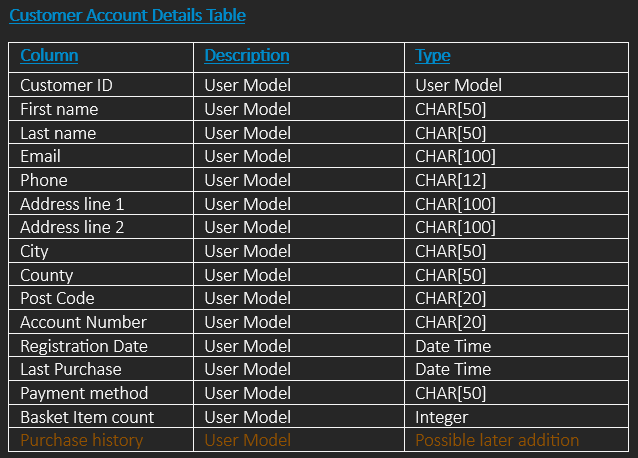 Customer Account Details Table
Column Description Type
Customer ID User Model User Model
First name User Model CHAR[50]
Last name User Model CHAR[50]
Email User Model CHAR[100]
Phone User Model CHAR[12]
Address line 1 User Model CHAR[100]
Address line 2 User Model CHAR[100]
City User Model CHAR[50]
County User Model CHAR[50]
Post Code User Model CHAR[20]
Account Number User Model CHAR[20]
Registration Date User Model Date Time
Last Purchase User Model Date Time
Payment method User Model CHAR[50]
Basket Item count User Model Integer
Purchase history User Model Possible later addition